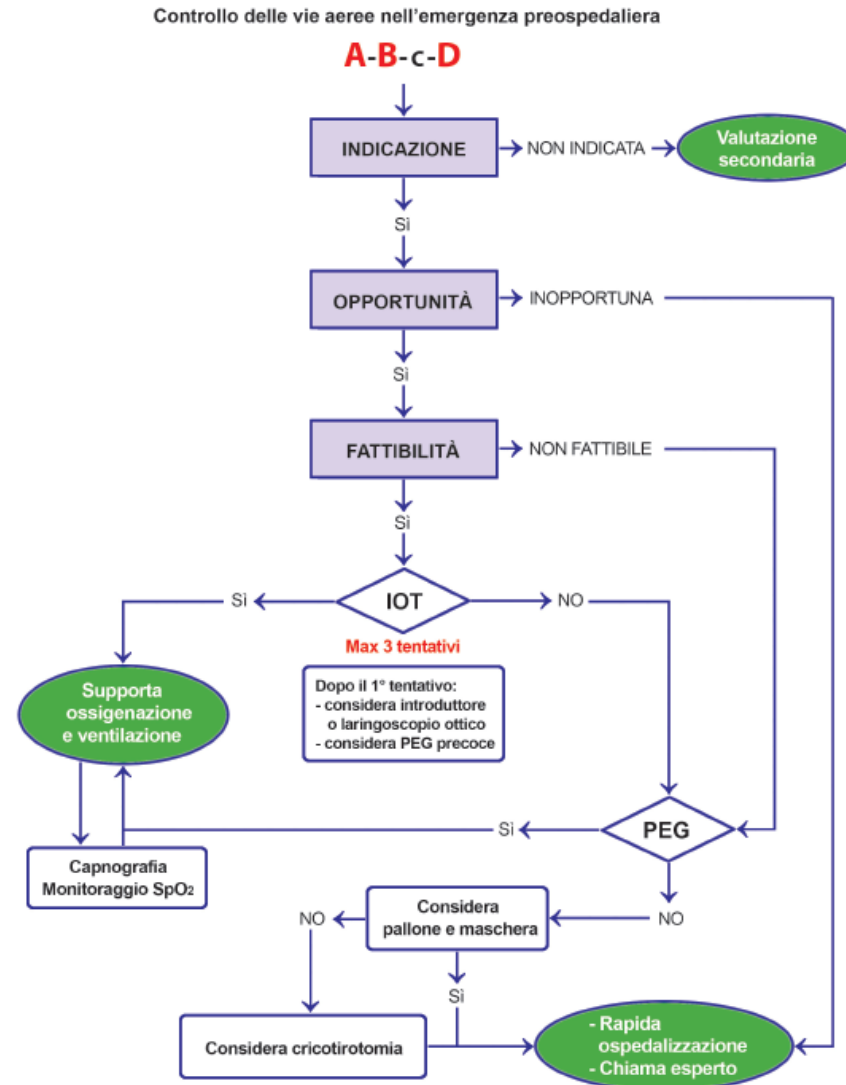 Controllo delle vie aeree nell'emergenza preospedaliera
A-B-c-D
INDICAZIONE
NON INDICATA
Valutazione
secondaria
Sì
OPPORTUNITÀ
INOPPORTUNA
Sì
FATTIBILITÀ
NON FATTIBILE
Sì
Sì
IOT
NO
Max 3 tentativi
Dopo il 1° tentativo:
- considera introduttore
o laringoscopio ottico
- considera PEG precoce
Supporta
ossigenazione
e ventilazione
Sì
PEG
Capnografia
Monitoraggio SpO2
NO
Considera
pallone e maschera
NO
Sì
Considera cricotirotomia
- Rapida
ospedalizzazione
- Chiama esperto